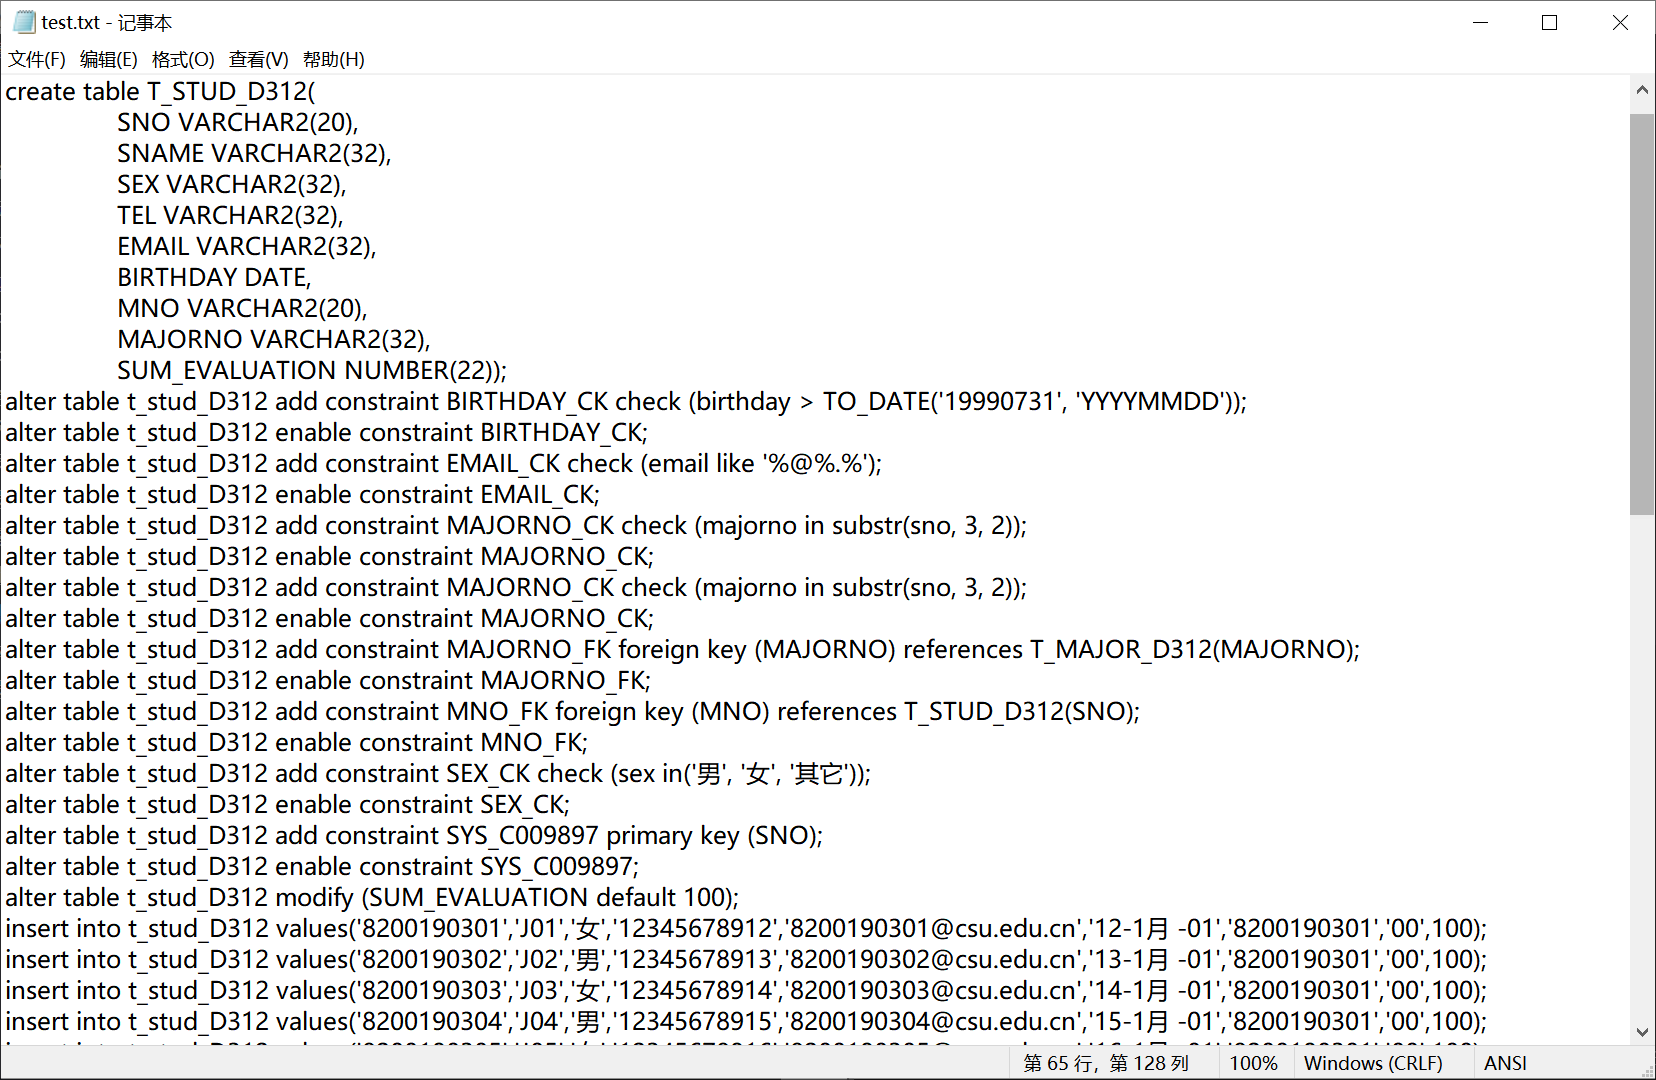 test.txt - 记事本
文件(F) 编辑(E) 格式(O) 查看(V) 帮助(H)
create table T_STUD_D312(
SNO VARCHAR2(20),
SNAME VARCHAR2(32),
SEX VARCHAR2(32),
TEL VARCHAR2(32),
EMAIL VARCHAR2(32),
BIRTHDAY DATE,
MNO VARCHAR2(20),
MAJORNO VARCHAR2(32),
SUM_EVALUATION NUMBER(22));
alter table t_stud_D312 add constraint BIRTHDAY_CK check (birthday > TO_DATE('19990731', 'YYYYMMDD'));
alter table t_stud_D312 enable constraint BIRTHDAY_CK;
alter table t_stud_D312 add constraint EMAIL_CK check (email like '%@%.%');
alter table t_stud_D312 enable constraint EMAIL_CK;
alter table t_stud_D312 add constraint MAJORNO_CK check (majorno in substr(sno, 3, 2));
alter table t_stud_D312 enable constraint MAJORNO_CK;
alter table t_stud_D312 add constraint MAJORNO_CK check (majorno in substr(sno, 3, 2));
alter table t_stud_D312 enable constraint MAJORNO_CK;
alter table t_stud_D312 add constraint MAJORNO_FK foreign key (MAJORNO) references T_MAJOR_D312(MAJORNO);
alter table t_stud_D312 enable constraint MAJORNO_FK;
alter table t_stud_D312 add constraint MNO_FK foreign key (MNO) references T_STUD_D312(SNO);
alter table t_stud_D312 enable constraint MNO_FK;
alter table t_stud_D312 add constraint SEX_CK check (sex in('男', '女', '其它'));
alter table t_stud_D312 enable constraint SEX_CK;
alter table t_stud_D312 add constraint SYS_C009897 primary key (SNO);
alter table t_stud_D312 enable constraint SYS_C009897;
alter table t_stud_D312 modify (SUM_EVALUATION default 100);
insert into t_stud_D312 values('8200190301','J01','女','12345678912','8200190301@csu.edu.cn','12-1月 -01','8200190301','00',100);
insert into t_stud_D312 values('8200190302','J02','男','12345678913','8200190302@csu.edu.cn','13-1月 -01','8200190301','00',100);
insert into t_stud_D312 values('8200190303','J03','女','12345678914','8200190303@csu.edu.cn','14-1月 -01','8200190301','00',100);
insert into t_stud_D312 values('8200190304','J04','男','12345678915','8200190304@csu.edu.cn','15-1月 -01','8200190301','00',100);
第 65 行，第 128 列 100% Windows (CRLF) ANSI